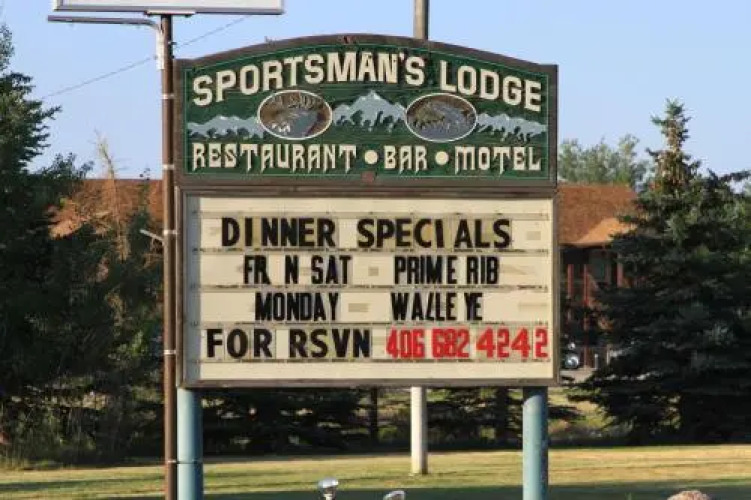 SPORTSMAN'S LODGE
RESTAURANT • BAR • MOTEL
DINNER SPECIALS
FR N SAT PRIME RIB
MONDAY WALLEYE
FOR RSVN 406 682 4242